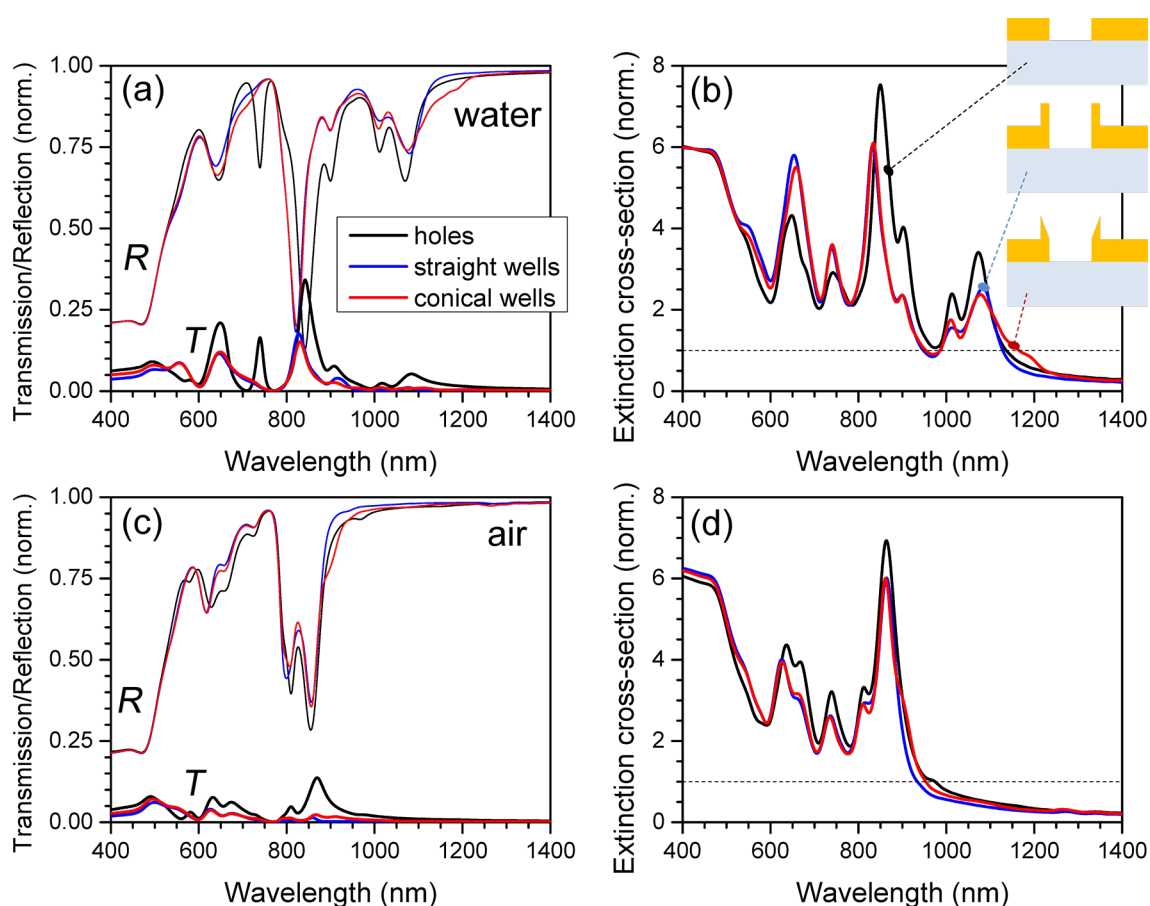 (a)
water
R
T
holes
straight wells
conical wells
1.00
0.75
0.50
0.25
0.00
400 600 800 1000 1200 1400
Transmission/Reflection (norm.)
Wavelength (nm)
(b)
8
6
4
2
0
400 600 800 1000 1200 1400
Extinction cross-section (norm.)
Wavelength (nm)
(c)
air
R
T
1.00
0.75
0.50
0.25
0.00
400 600 800 1000 1200 1400
Transmission/Reflection (norm.)
Wavelength (nm)
(d)
8
6
4
2
0
400 600 800 1000 1200 1400
Extinction cross-section (norm.)
Wavelength (nm)